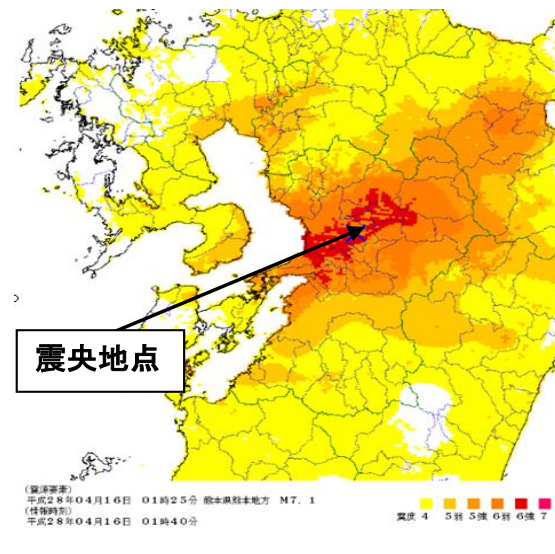 震央地点
（震源要素）
平成２８年０４月１６日　０１時２５分　熊本県熊本地方　Ｍ７．１
（情報時刻）
平成２８年０４月１６日　０１時４０分
震度 4 5弱 5強 6弱 6強 7